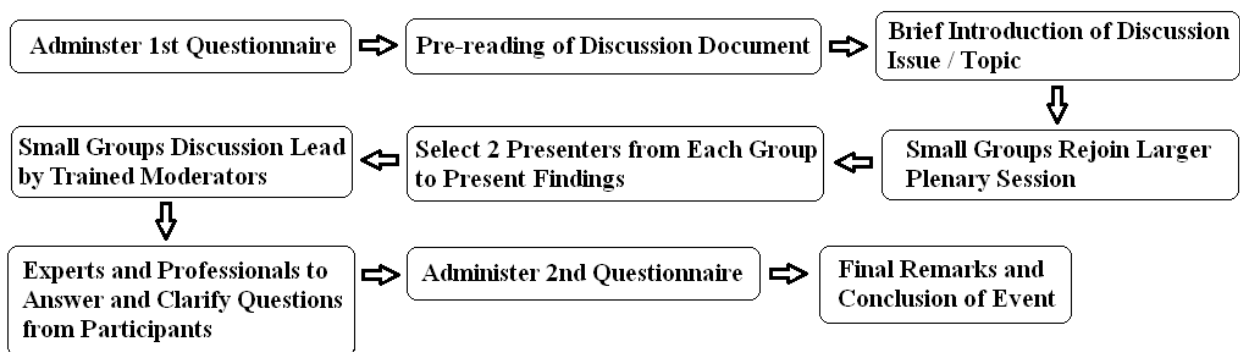 Adminster 1st Questionnaire
Pre-reading of Discussion Document
Brief Introduction of Discussion
Issue / Topic
Small Groups Rejoin Larger
Plenary Session
Select 2 Presenters from Each Group
to Present Findings
Small Groups Discussion Lead
by Trained Moderators
Experts and Professionals to
Answer and Clarify Questions
from Participants
Administer 2nd Questionnaire
Final Remarks and
Conclusion of Event